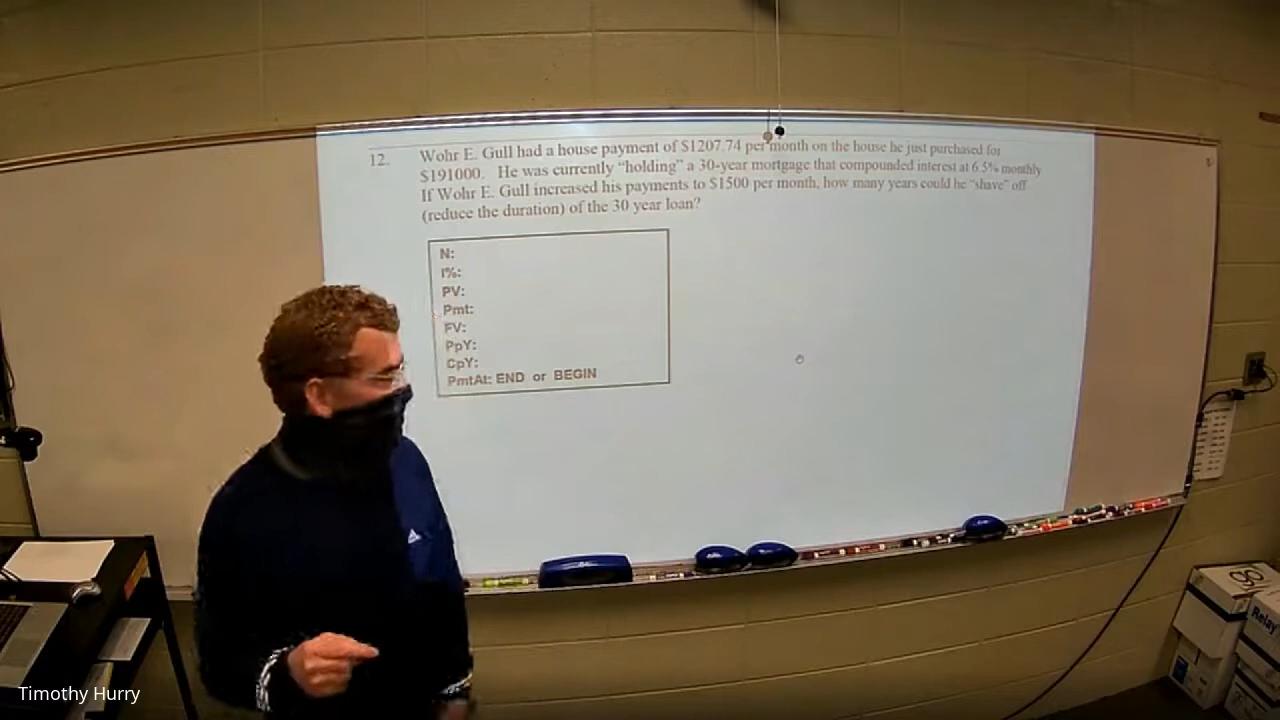 12. Wohr E. Gull had a house payment of $1207.74 per month on the house he just purchased for
$191000. He was currently “holding” a 30-year mortgage that compounded interest at 6.5% monthly
If Wohr E. Gull increased his payments to $1500 per month, how many years could he “shave” off
(reduce the duration) of the 30 year loan?
N:
I%:
PV:
Pmt:
FV:
PpY:
CpY:
PmtAt: END or BEGIN
Relay
Timothy Hurry